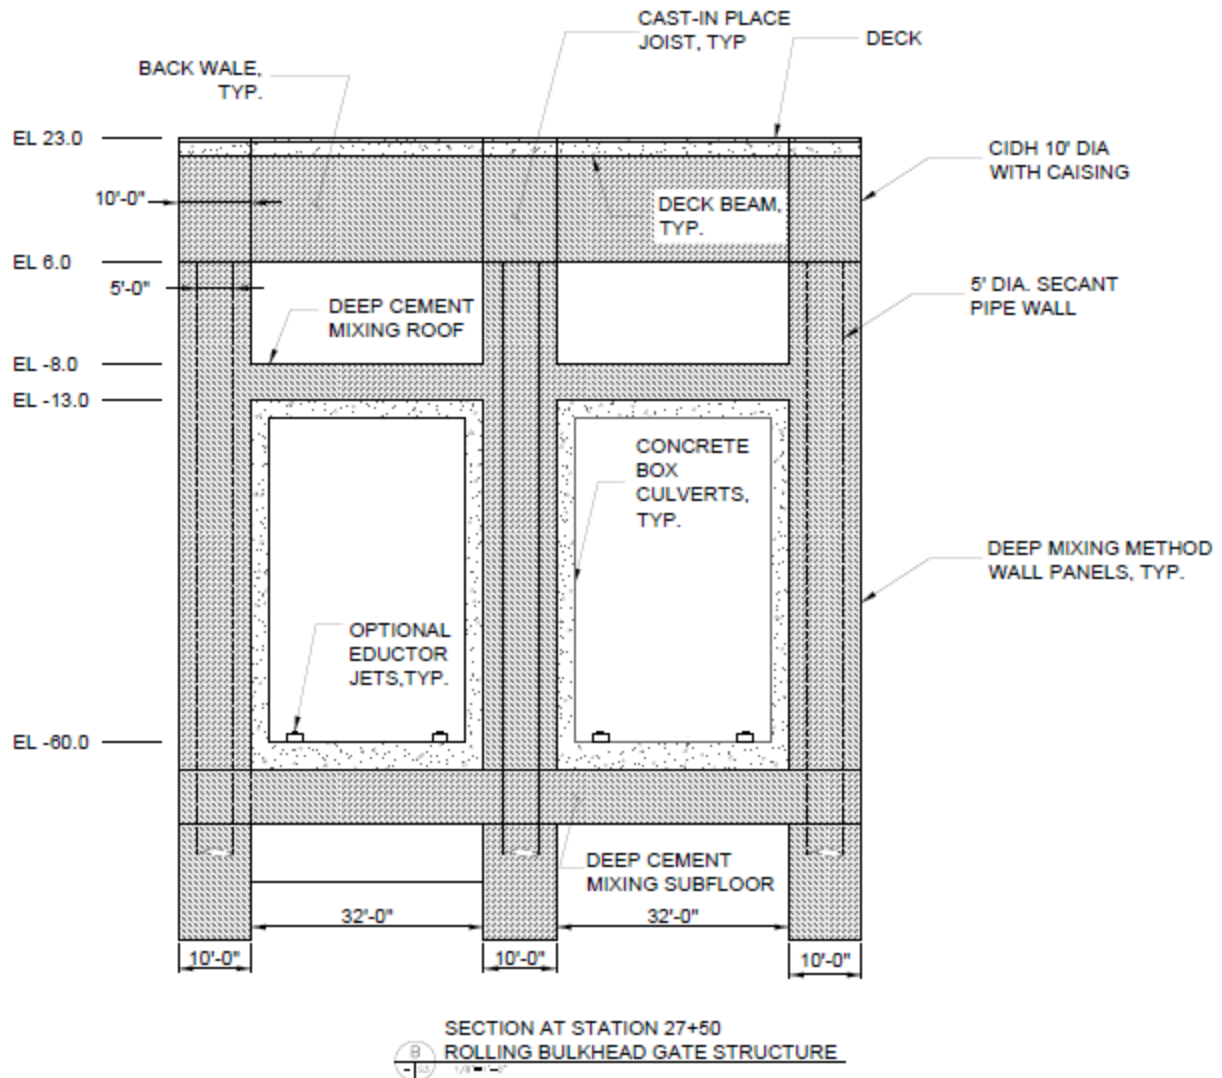 CAST-IN PLACE
JOIST, TYP
DECK
BACK WALE,
TYP.
EL 23.0
CIDH 10' DIA
WITH CAISING
10'-0"
DECK BEAM,
TYP.
EL 6.0
5'-0"
5' DIA. SECANT
PIPE WALL
DEEP CEMENT
MIXING ROOF
EL -8.0
EL -13.0
CONCRETE
BOX
CULVERTS,
TYP.
DEEP MIXING METHOD
WALL PANELS, TYP.
OPTIONAL
EDUCTOR
JETS,TYP.
EL -60.0
DEEP CEMENT
MIXING SUBFLOOR
32'-0"
32'-0"
10'-0"
10'-0"
10'-0"
SECTION AT STATION 27+50
B
ROLLING BULKHEAD GATE STRUCTURE